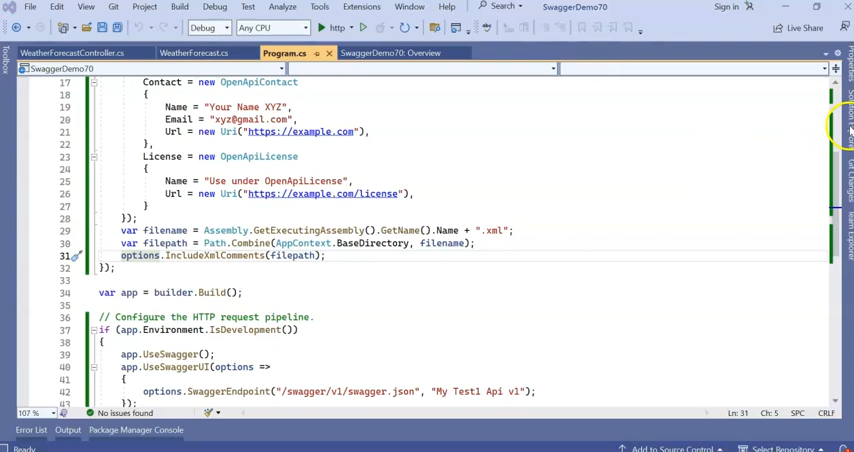 File Edit View Git Project Build Debug Test Analyze Tools Extensions Window Help Search SwaggerDemo70 Sign in
Debug Any CPU http Live Share
WeatherForecastController.cs WeatherForecast.cs Program.cs SwaggerDemo70: Overview
SwaggerDemo70
17 Contact = new OpenApiContact
18 {
19 Name = "Your Name XYZ",
20 Email = "xyz@gmail.com",
21 Url = new Uri("https://example.com"),
22 },
23 License = new OpenApiLicense
24 {
25 Name = "Use under OpenApiLicense",
26 Url = new Uri("https://example.com/license"),
27 }
28 });
29 var filename = Assembly.GetExecutingAssembly().GetName().Name + ".xml";
30 var filepath = Path.Combine(AppContext.BaseDirectory, filename);
31 options.IncludeXmlComments(filepath);
32 });
33
34 var app = builder.Build();
35
36 // Configure the HTTP request pipeline.
37 if (app.Environment.IsDevelopment())
38 {
39 app.UseSwagger();
40 app.UseSwaggerUI(options =>
41 {
42 options.SwaggerEndpoint("/swagger/v1/swagger.json", "My Test1 Api v1");
43 });
107 % No issues found Ln: 31 Ch: 5 SPC CRLF
Error List Output Package Manager Console
Ready Add to Source Control Select Repository
Toolbox
Properties
Git Changes
Team Explorer